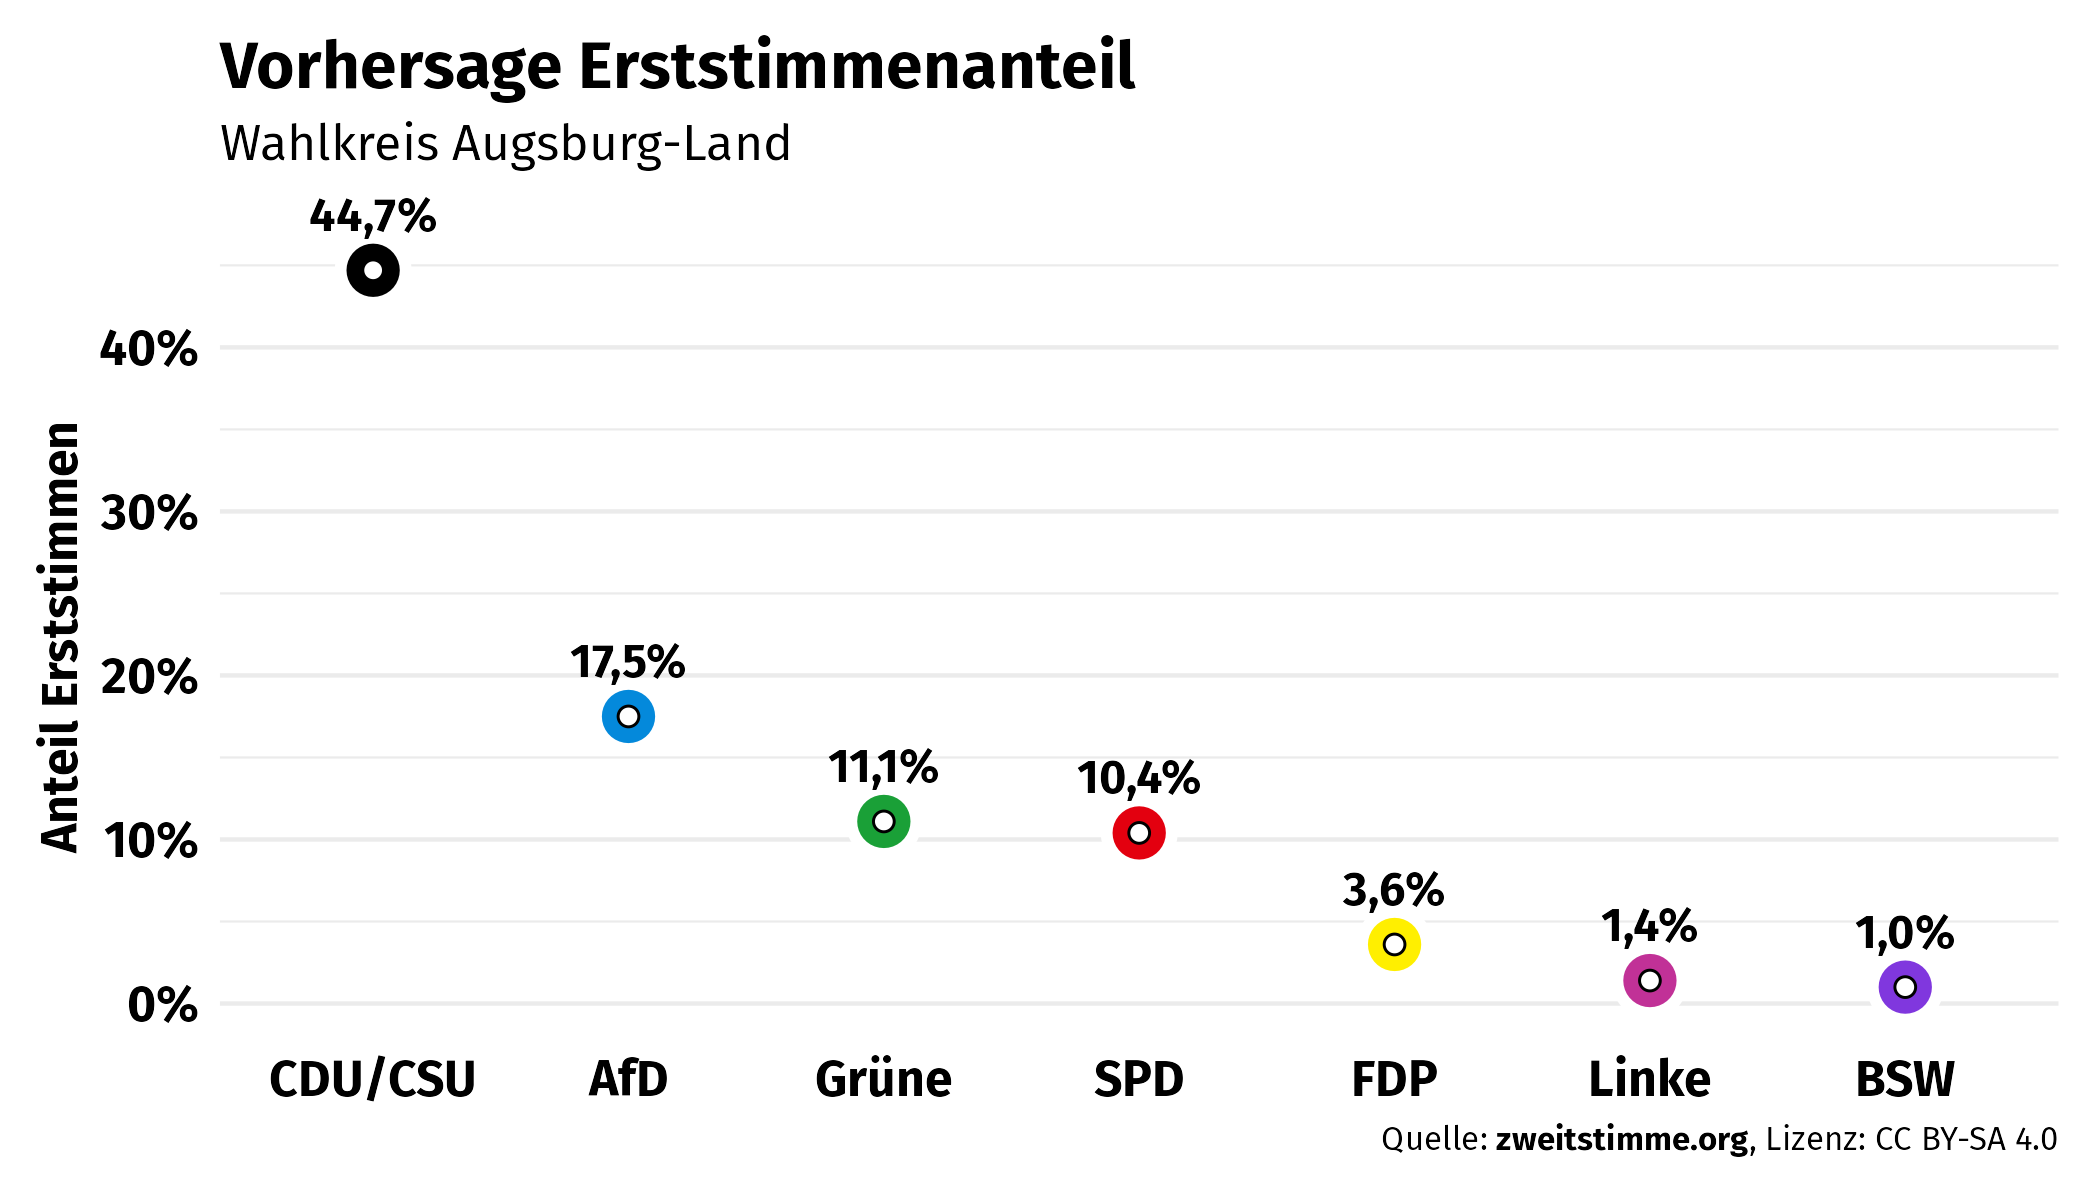 Vorhersage Erststimmenanteil
Wahlkreis Augsburg-Land
44,7%
40%
30%
20%
10%
0%
Anteil Erststimmen
17,5%
11,1%
10,4%
3,6%
1,4%
1,0%
CDU/CSU AfD Grüne SPD FDP Linke BSW
Quelle: zweitstimme.org, Lizenz: CC BY-SA 4.0